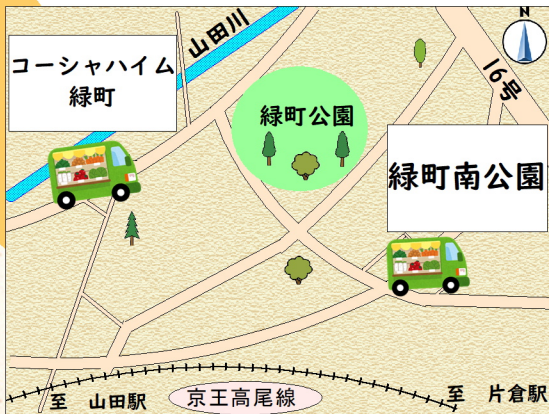 N
山田川
コーシャハイム
緑町
16号
緑町公園
緑町南公園
至 山田駅
京王高尾線
至 片倉駅